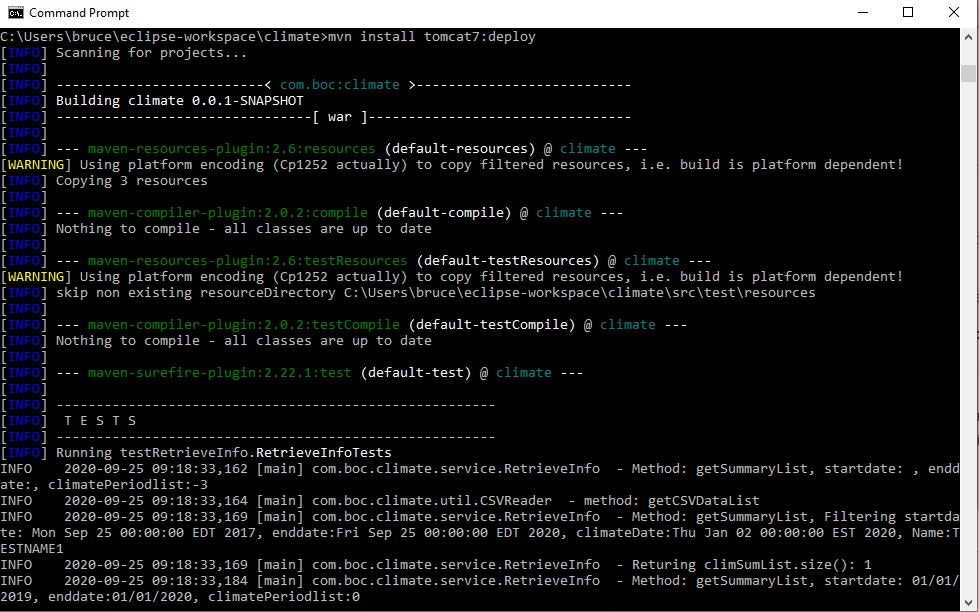 Command Prompt
C:\Users\bruce\eclipse-workspace\climate>mvn install tomcat7:deploy
[INFO] Scanning for projects...
[INFO]
[INFO] --------------------------< com.boc:climate >---------------------------
[INFO] Building climate 0.0.1-SNAPSHOT
[INFO] --------------------------------[ war ]---------------------------------
[INFO]
[INFO] --- maven-resources-plugin:2.6:resources (default-resources) @ climate ---
[WARNING] Using platform encoding (Cp1252 actually) to copy filtered resources, i.e. build is platform dependent!
[INFO] Copying 3 resources
[INFO]
[INFO] --- maven-compiler-plugin:2.0.2:compile (default-compile) @ climate ---
[INFO] Nothing to compile - all classes are up to date
[INFO]
[INFO] --- maven-resources-plugin:2.6:testResources (default-testResources) @ climate ---
[WARNING] Using platform encoding (Cp1252 actually) to copy filtered resources, i.e. build is platform dependent!
[INFO] skip non existing resourceDirectory C:\Users\bruce\eclipse-workspace\climate\src\test\resources
[INFO]
[INFO] --- maven-compiler-plugin:2.0.2:testCompile (default-testCompile) @ climate ---
[INFO] Nothing to compile - all classes are up to date
[INFO]
[INFO] --- maven-surefire-plugin:2.22.1:test (default-test) @ climate ---
[INFO]
[INFO] -------------------------------------------------------
[INFO]  T E S T S
[INFO] -------------------------------------------------------
[INFO] Running testRetrieveInfo.RetrieveInfoTests
INFO    2020-09-25 09:18:33,162 [main] com.boc.climate.service.RetrieveInfo  - Method: getSummaryList, startdate: , endd
ate:, climatePeriodlist:-3
INFO    2020-09-25 09:18:33,164 [main] com.boc.climate.util.CSVReader  - method: getCSVDataList
INFO    2020-09-25 09:18:33,169 [main] com.boc.climate.service.RetrieveInfo  - Method: getSummaryList, Filtering startda
te: Mon Sep 25 00:00:00 EDT 2017, enddate:Fri Sep 25 00:00:00 EDT 2020, climateDate:Thu Jan 02 00:00:00 EST 2020, Name:T
ESTNAME1
INFO    2020-09-25 09:18:33,169 [main] com.boc.climate.service.RetrieveInfo  - Returing climSumList.size(): 1
INFO    2020-09-25 09:18:33,184 [main] com.boc.climate.service.RetrieveInfo  - Method: getSummaryList, startdate: 01/01/
2019, enddate:01/01/2020, climatePeriodlist:0